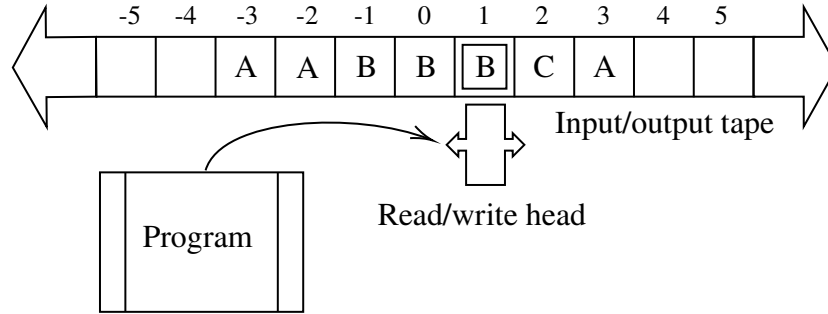 -5 -4 -3 -2 -1 0 1 2 3 4 5
A A B B B C A
Input/output tape
Read/write head
Program